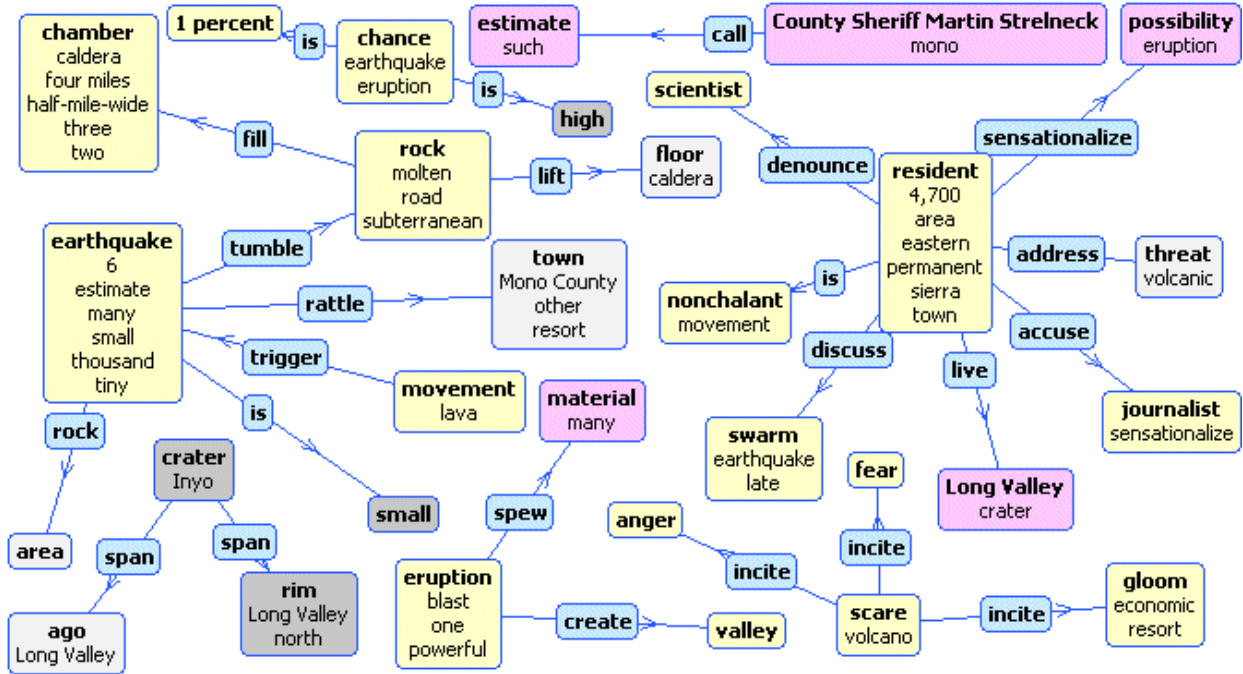 chamber
caldera
four miles
half-mile-wide
three
two
1 percent
is
chance
earthquake
eruption
is
high
estimate
such
call
County Sheriff Martin Strelneck
mono
possibility
eruption
scientist
denounce
sensationalize
fill
rock
molten
road
subterranean
lift
floor
caldera
resident
4,700
area
eastern
permanent
sierra
town
address
threat
volcanic
earthquake
6
estimate
many
small
thousand
tiny
tumble
rattle
town
Mono County
other
resort
is
nonchalant
movement
discuss
swarm
earthquake
late
live
Long Valley
crater
accuse
journalist
sensationalize
trigger
movement
lava
is
small
rock
area
crater
Inyo
span
span
ago
Long Valley
rim
Long Valley
north
material
many
spew
eruption
blast
one
powerful
create
valley
anger
incite
fear
incite
scare
volcano
incite
gloom
economic
resort